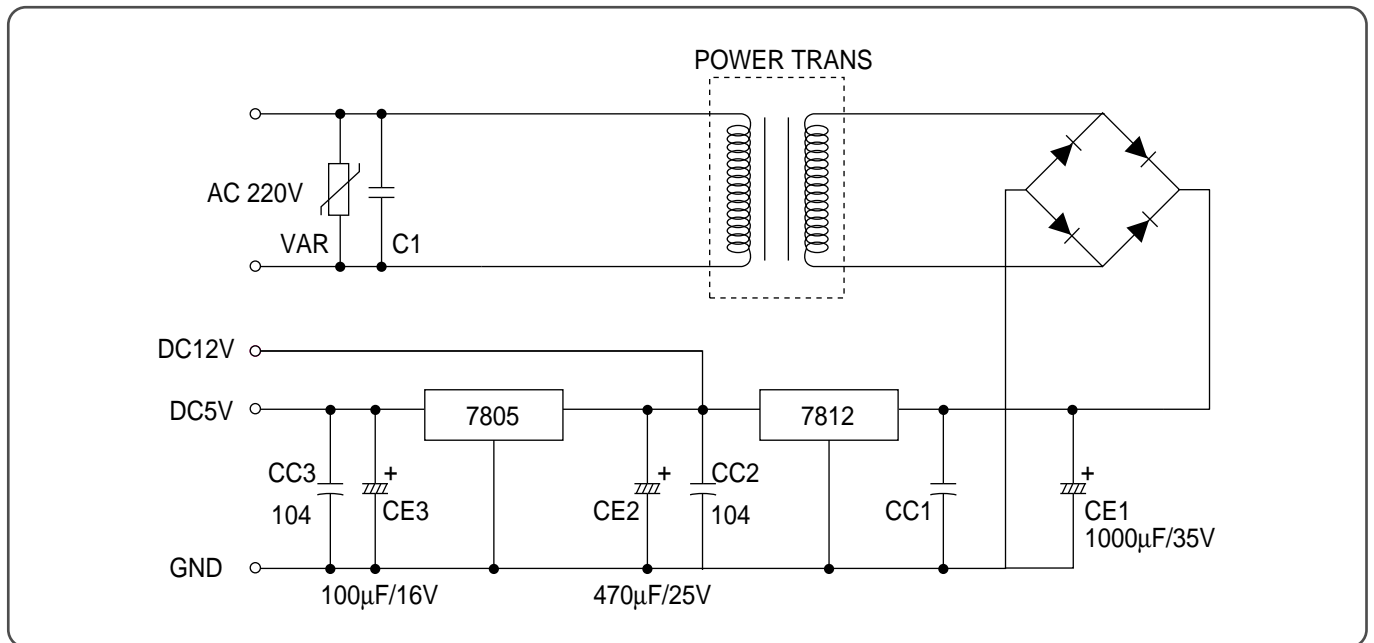 POWER TRANS
AC 220V
VAR
C1
DC12V
DC5V
7805
7812
CC3
104
+
CE3
+
CE2
CC2
104
CC1
+
CE1
1000µF/35V
GND
100µF/16V
470µF/25V